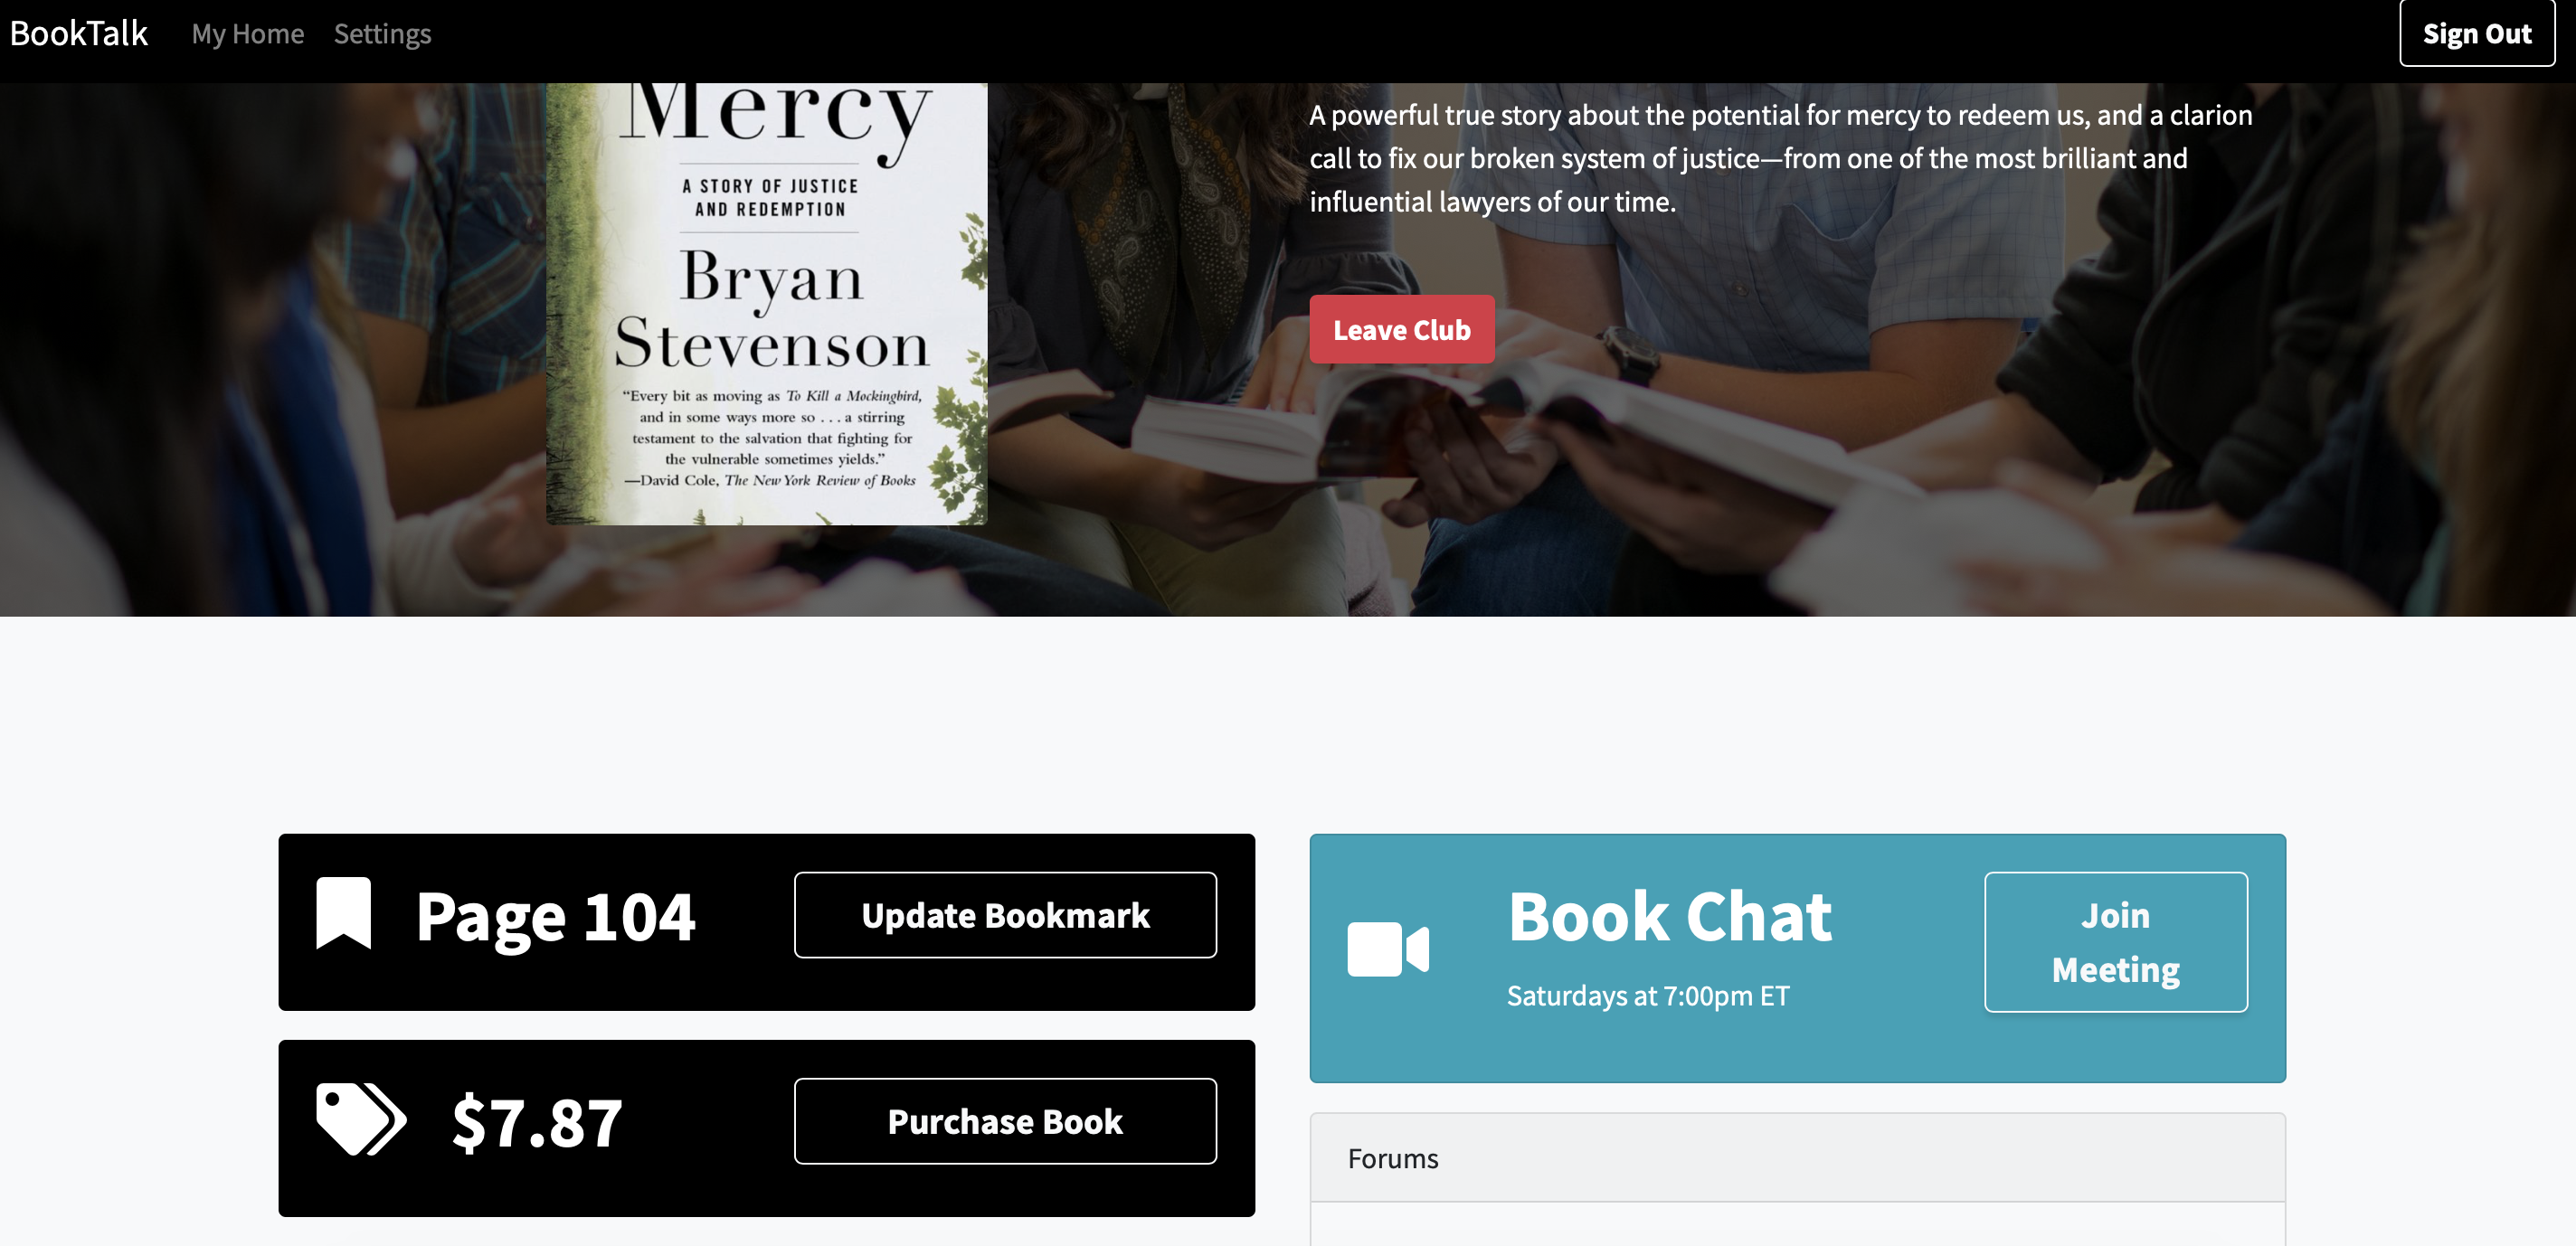 BookTalk
My Home
Settings
Sign Out
Mercy
A STORY OF JUSTICE
AND REDEMPTION
Bryan
Stevenson
“Every bit as moving as To Kill a Mockingbird,
and in some ways more so . . . a stirring
testament to the salvation that fighting for
the vulnerable sometimes yields.”
—David Cole, The New York Review of Books
A powerful true story about the potential for mercy to redeem us, and a clarion
call to fix our broken system of justice—from one of the most brilliant and
influential lawyers of our time.
Leave Club
Page 104
Update Bookmark
$7.87
Purchase Book
Book Chat
Saturdays at 7:00pm ET
Join
Meeting
Forums